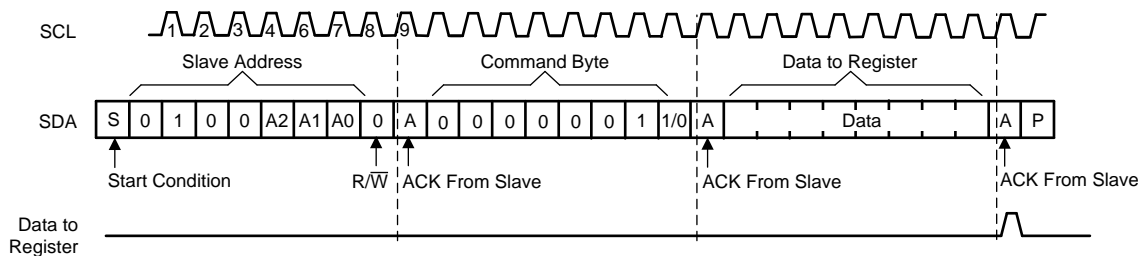 SCL 1 2 3 4 6 7 8 9
Slave Address Command Byte Data to Register
SDA S 0 1 0 0 A2 A1 A0 0 A 0 0 0 0 0 0 1 1/0 A Data A P
Start Condition R/W̅ ACK From Slave ACK From Slave ACK From Slave
Data to
Register